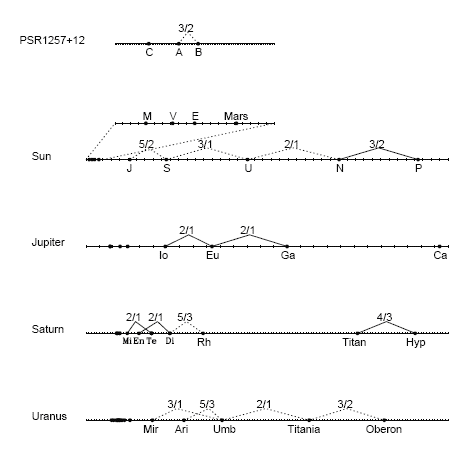 3/2
PSR1257+12
C A B
M V E Mars
5/2 3/1 2/1 3/2
Sun
J S U N P
2/1 2/1
Jupiter
Io Eu Ga Ca
2/1 2/1 5/3 4/3
Saturn
Mi En Te Di Rh Titan Hyp
3/1 5/3 2/1 3/2
Uranus
Mir Ari Umb Titania Oberon